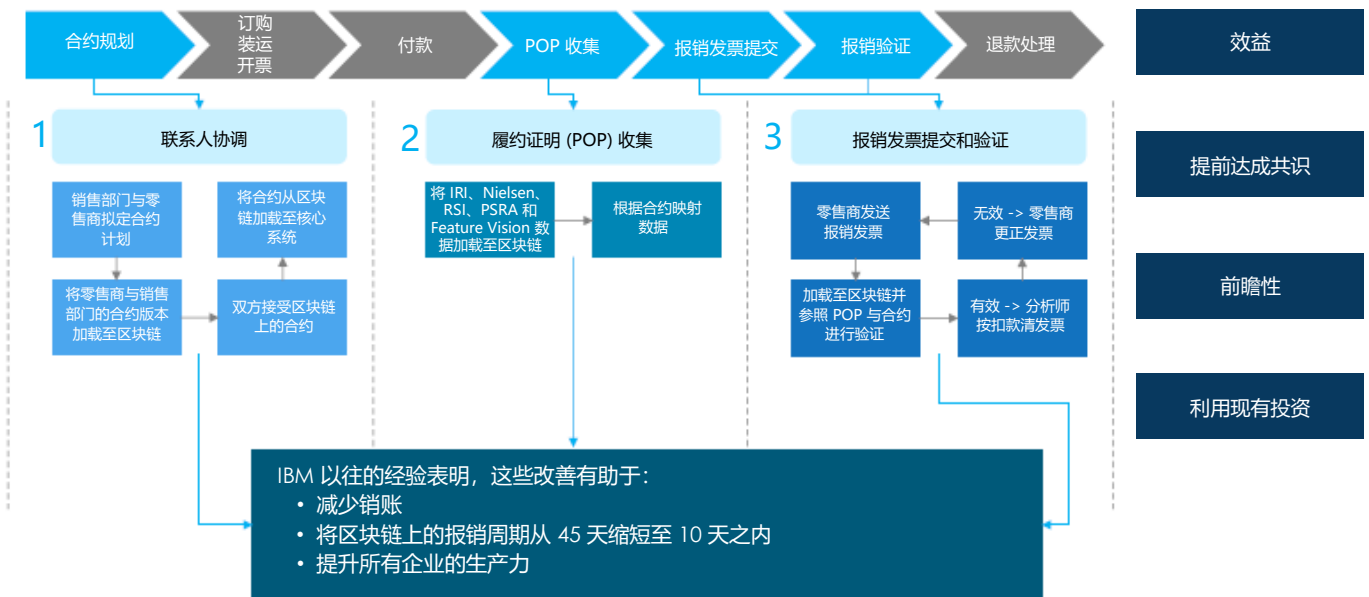 合约规划
订购
装运
开票
付款
POP 收集
报销发票提交
报销验证
退款处理
效益
1
联系人协调
2
履约证明 (POP) 收集
3
报销发票提交和验证
提前达成共识
销售部门与零
售商拟定合约
计划
将合约从区块
链加载至核心
系统
将零售商与销售
部门的合约版本
加载至区块链
双方接受区块链
上的合约
将 IRI、Nielsen、
RSI、PSRA 和
Feature Vision 数
据加载至区块链
根据合约映射
数据
零售商发送
报销发票
无效 -> 零售商
更正发票
加载至区块链并
参照 POP 与合约
进行验证
有效 -> 分析师
按扣款清发票
前瞻性
利用现有投资
IBM 以往的经验表明，这些改善有助于：
• 减少销账
• 将区块链上的报销周期从 45 天缩短至 10 天之内
• 提升所有企业的生产力